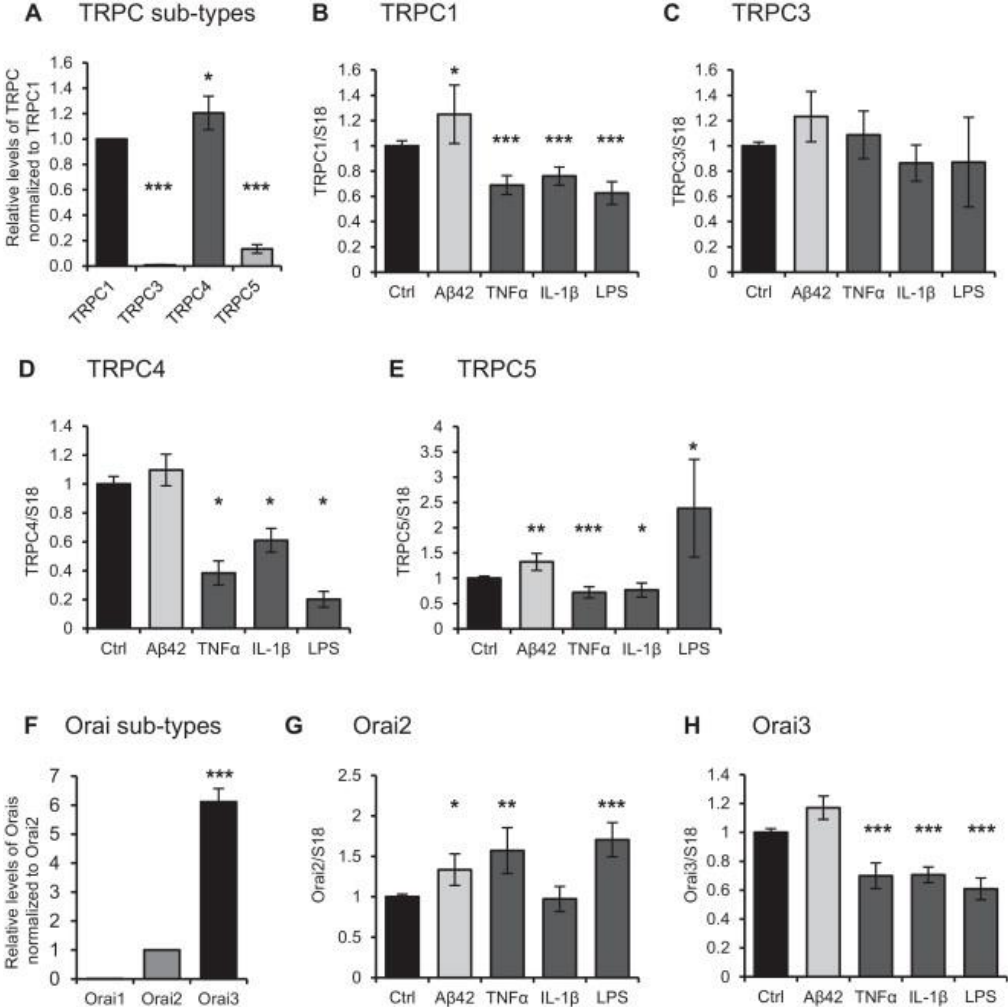 A TRPC sub-types
Relative levels of TRPC
normalized to TRPC1
1.6
1.4
1.2
1.0
0.8
0.6
0.4
0.2
0.0
***
*
***
TRPC1 TRPC3 TRPC4 TRPC5
B TRPC1
TRPC1/S18
1.6
1.4
1.2
1
0.8
0.6
0.4
0.2
0
*
*** *** ***
Ctrl Aβ42 TNFα IL-1β LPS
C TRPC3
TRPC3/S18
1.6
1.4
1.2
1
0.8
0.6
0.4
0.2
0
Ctrl Aβ42 TNFα IL-1β LPS
D TRPC4
TRPC4/S18
1.4
1.2
1
0.8
0.6
0.4
0.2
0
* * *
Ctrl Aβ42 TNFα IL-1β LPS
E TRPC5
TRPC5/S18
4
3.5
3
2.5
2
1.5
1
0.5
0
** *** * *
Ctrl Aβ42 TNFα IL-1β LPS
F Orai sub-types
Relative levels of Orais
normalized to Orai2
7
6
5
4
3
2
1
0
***
Orai1 Orai2 Orai3
G Orai2
Orai2/S18
2.5
2
1.5
1
0.5
0
* ** ***
Ctrl Aβ42 TNFα IL-1β LPS
H Orai3
Orai3/S18
1.4
1.2
1
0.8
0.6
0.4
0.2
0
*** *** ***
Ctrl Aβ42 TNFα IL-1β LPS